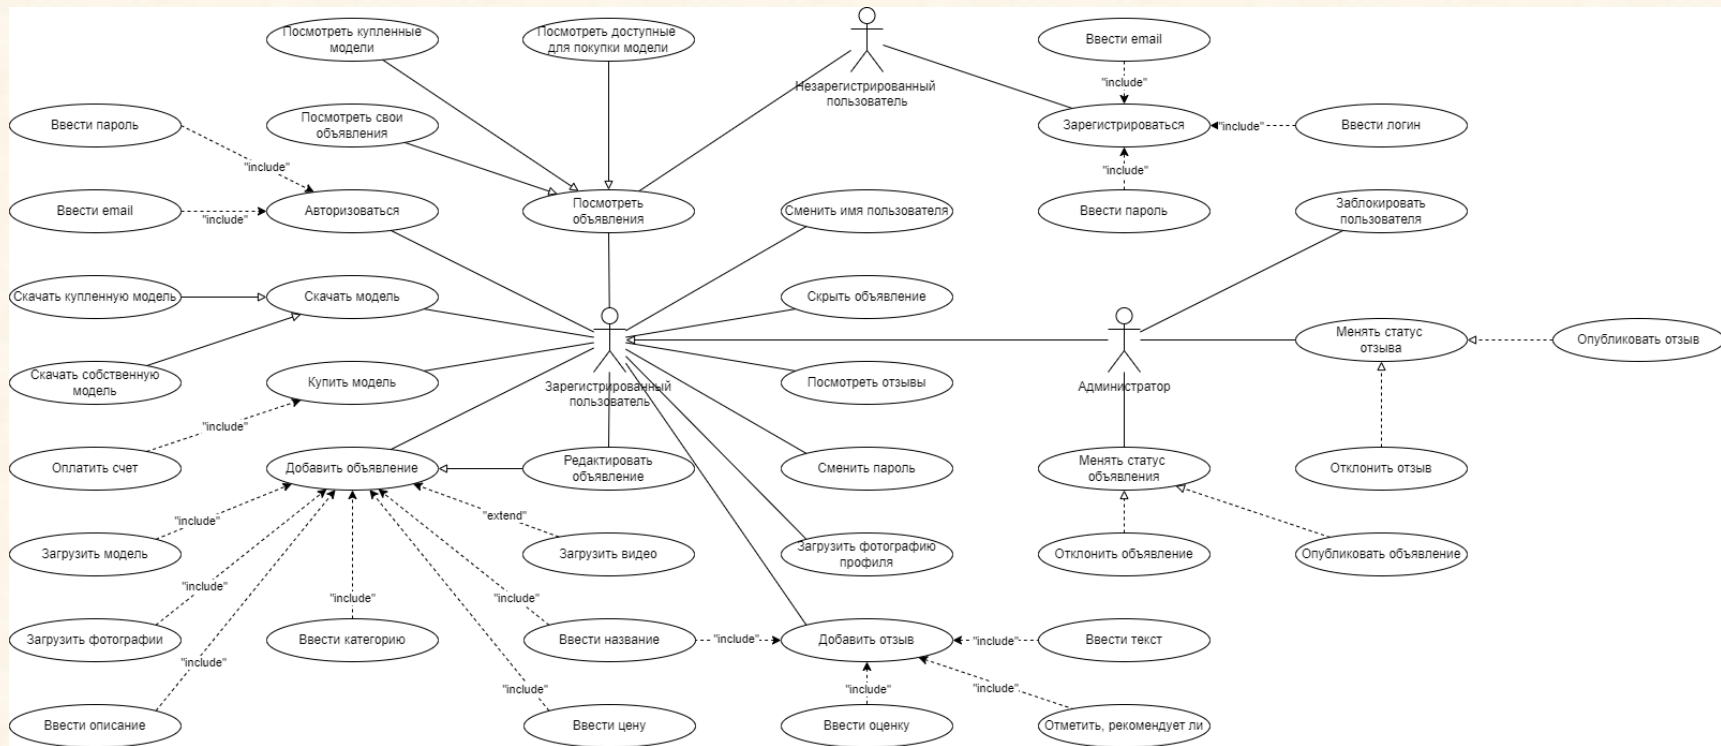 Посмотреть купленные
модели
Посмотреть доступные
для покупки модели
Незарегистрированный
пользователь
Ввести email
"include"
Ввести пароль
"include"
Посмотреть свои
объявления
Зарегистрироваться
"include"
Ввести логин
"include"
Ввести email
"include"
Авторизоваться
Посмотреть
объявления
Сменить имя пользователя
Ввести пароль
Заблокировать
пользователя
Скачать купленную модель
Скачать модель
Скрыть объявление
Менять статус
отзыва
Опубликовать отзыв
Скачать собственную
модель
Купить модель
Зарегистрированный
пользователь
Посмотреть отзывы
Администратор
"include"
Оплатить счет
Добавить объявление
Редактировать
объявление
Сменить пароль
Менять статус
объявления
Отклонить отзыв
"include"
"extend"
Загрузить модель
Загрузить видео
Загрузить фотографию
профиля
Отклонить объявление
Опубликовать объявление
"include"
"include"
"include"
Загрузить фотографии
Ввести категорию
Ввести название
"include"
Добавить отзыв
"include"
Ввести текст
"include"
"include"
"include"
"include"
Ввести описание
Ввести цену
Ввести оценку
Отметить, рекомендует ли